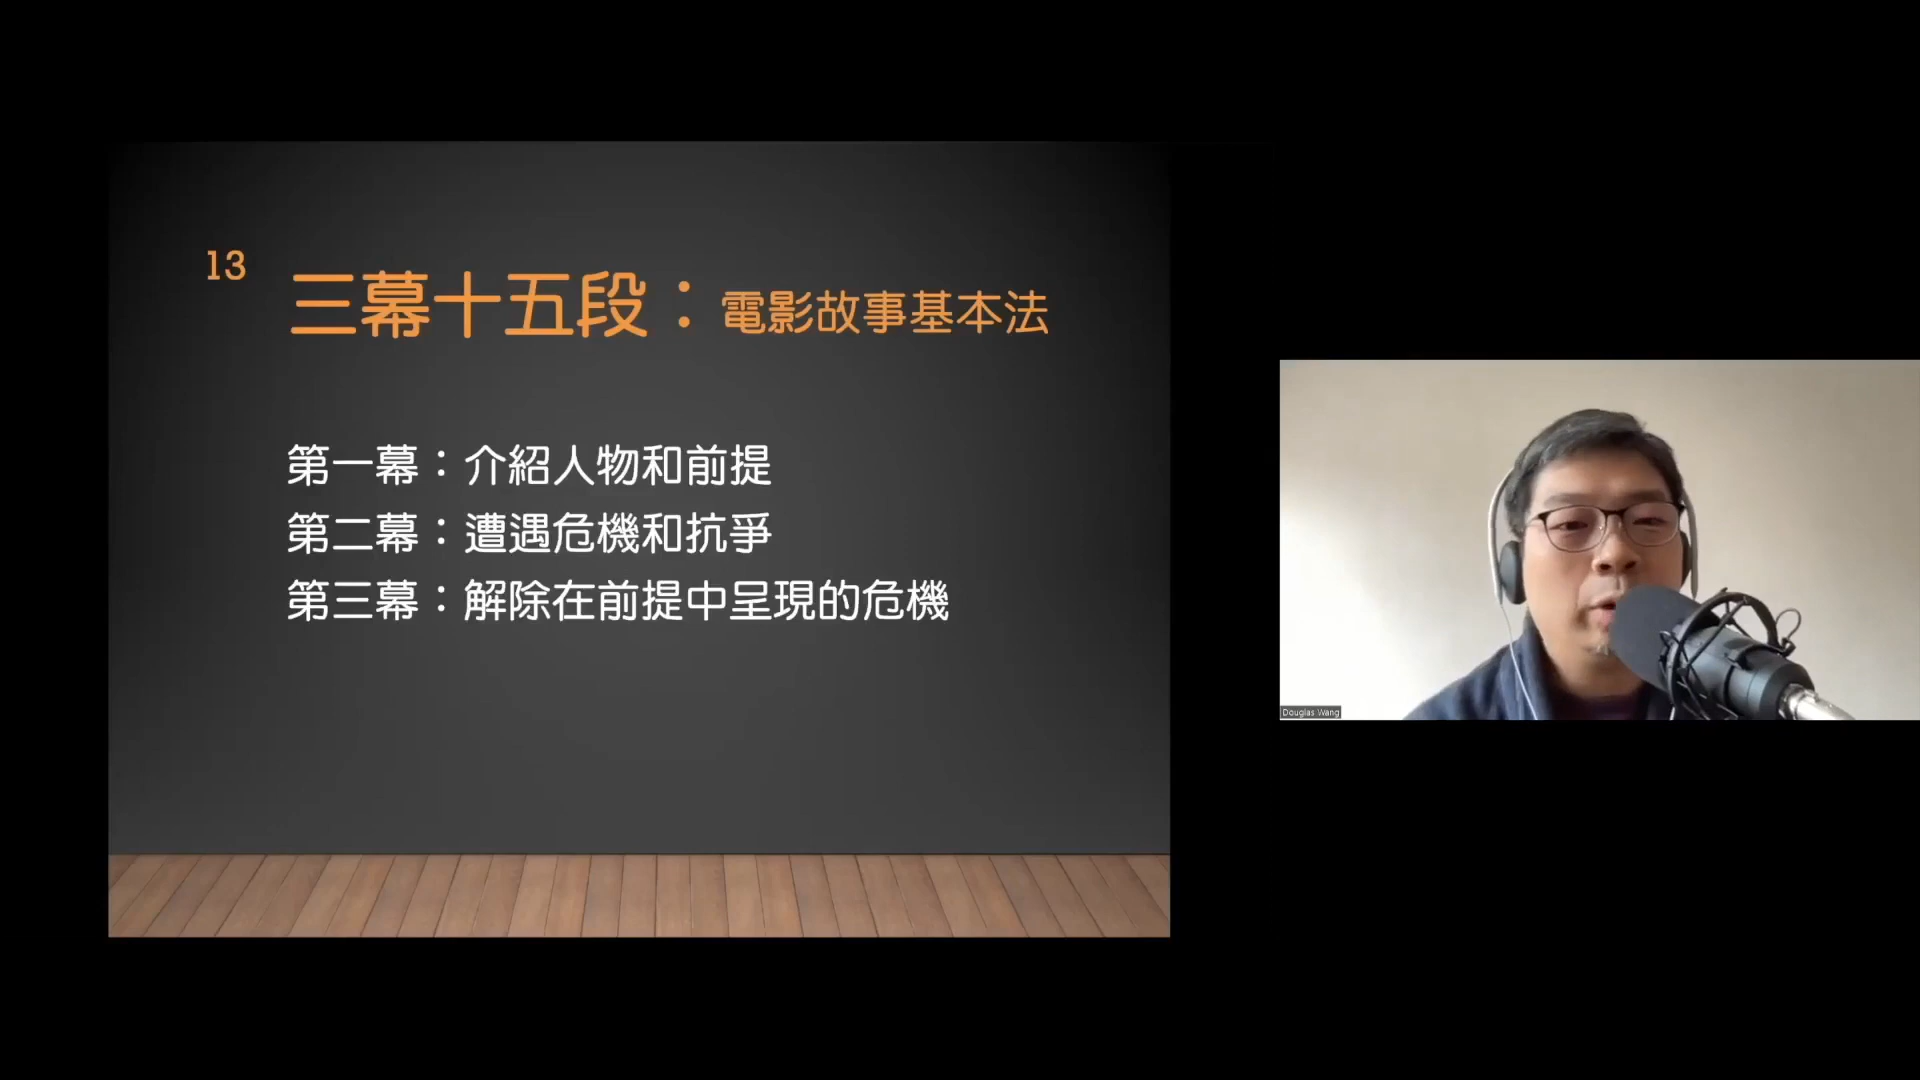 13
三幕十五段：電影故事基本法
第一幕：介紹人物和前提
第二幕：遭遇危機和抗爭
第三幕：解除在前提中呈現的危機
Douglas Wang